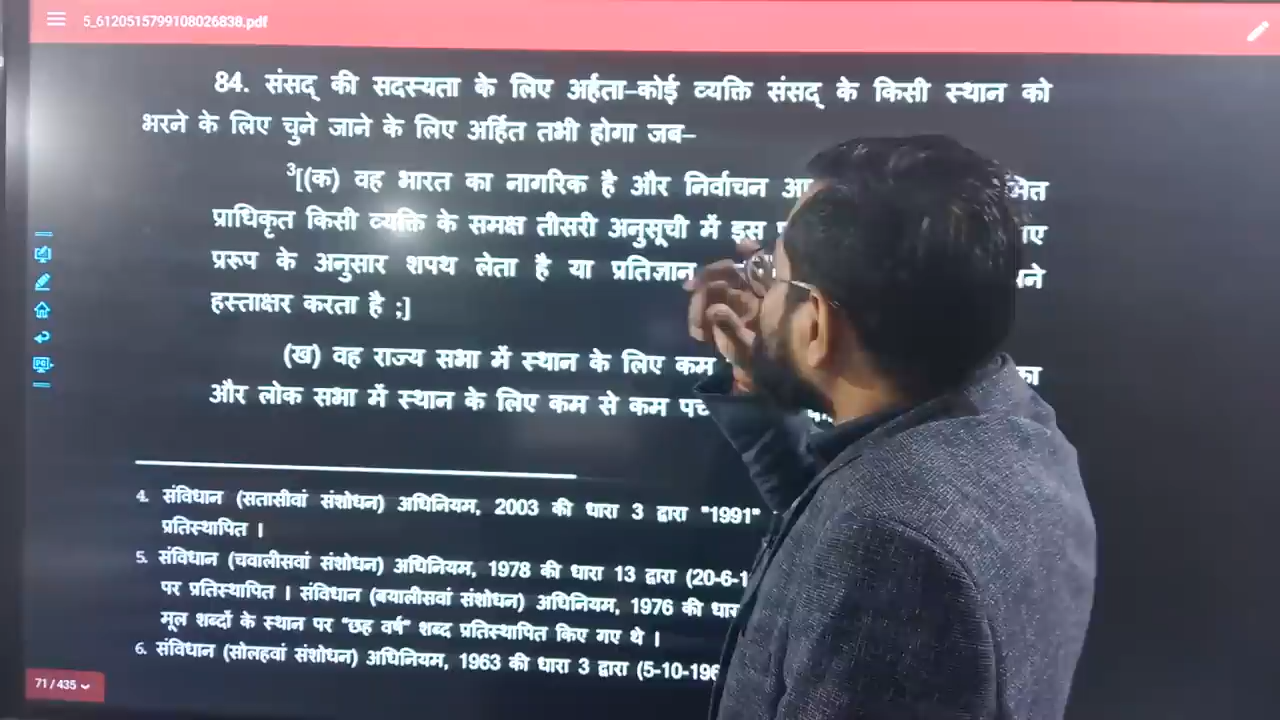 5_6120515799108026838.pdf
84. संसद् की सदस्यता के लिए अर्हता–कोई व्यक्ति संसद् के किसी स्थान को
भरने के लिए चुने जाने के लिए अर्हित तभी होगा जब–
3[(क) वह भारत का नागरिक है और निर्वाचन
प्राधिकृत किसी व्यक्ति के समक्ष तीसरी अनुसूची में इस
प्ररूप के अनुसार शपथ लेता है या प्रतिज्ञान
हस्ताक्षर करता है ;]
(ख) वह राज्य सभा में स्थान के लिए कम
और लोक सभा में स्थान के लिए कम से कम
4. संविधान (सतासीवां संशोधन) अधिनियम, 2003 की धारा 3 द्वारा "1991"
प्रतिस्थापित ।
5. संविधान (चवालीसवां संशोधन) अधिनियम, 1978 की धारा 13 द्वारा (20-6-1
पर प्रतिस्थापित । संविधान (बयालीसवां संशोधन) अधिनियम, 1976 की
मूल शब्दों के स्थान पर "छह वर्ष" शब्द प्रतिस्थापित किए गए थे ।
6. संविधान (सोलहवां संशोधन) अधिनियम, 1963 की धारा 3 द्वारा (5-10-196
71 / 435